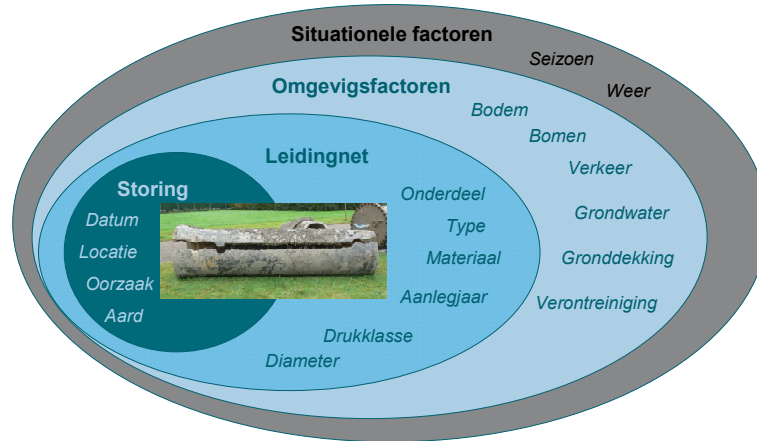 Situationele factoren
Seizoen
Weer
Omgevigsfactoren
Bodem
Bomen
Verkeer
Grondwater
Gronddekking
Verontreiniging
Leidingnet
Onderdeel
Type
Materiaal
Aanlegjaar
Drukklasse
Diameter
Storing
Datum
Locatie
Oorzaak
Aard